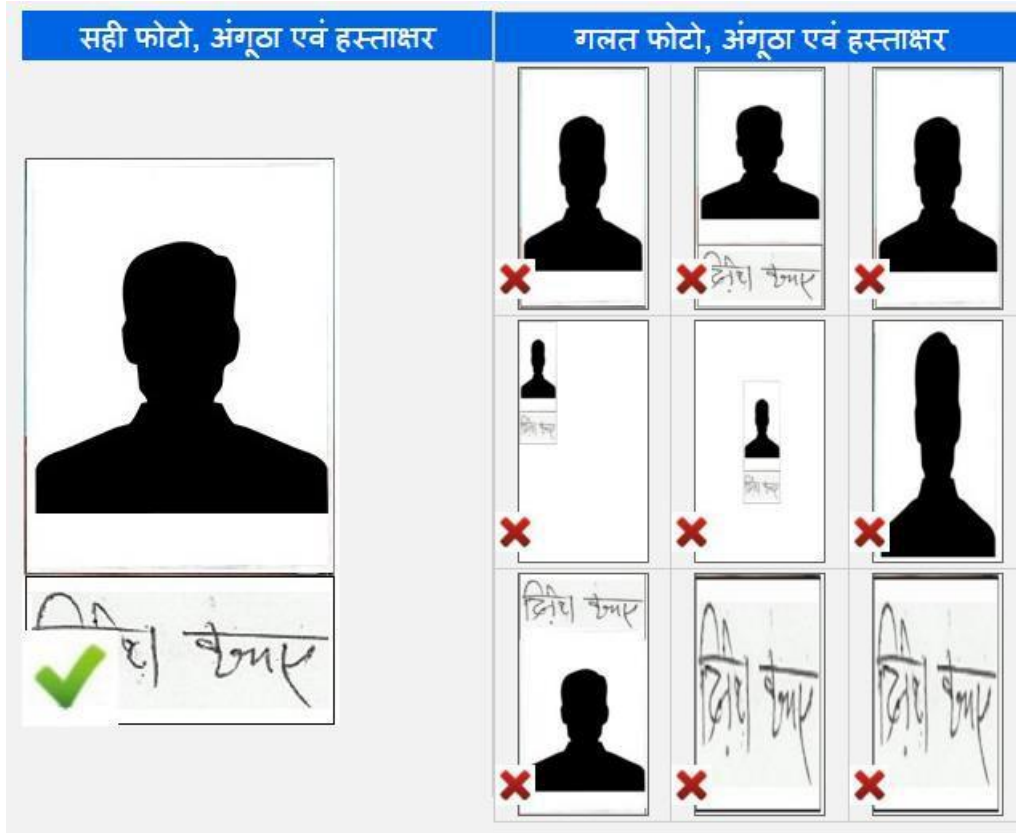 सही फोटो, अंगूठा एवं हस्ताक्षर
गलत फोटो, अंगूठा एवं हस्ताक्षर
दिनेश कुमार
दिनेश कुमार
दिनेश कुमार
दिनेश कुमार